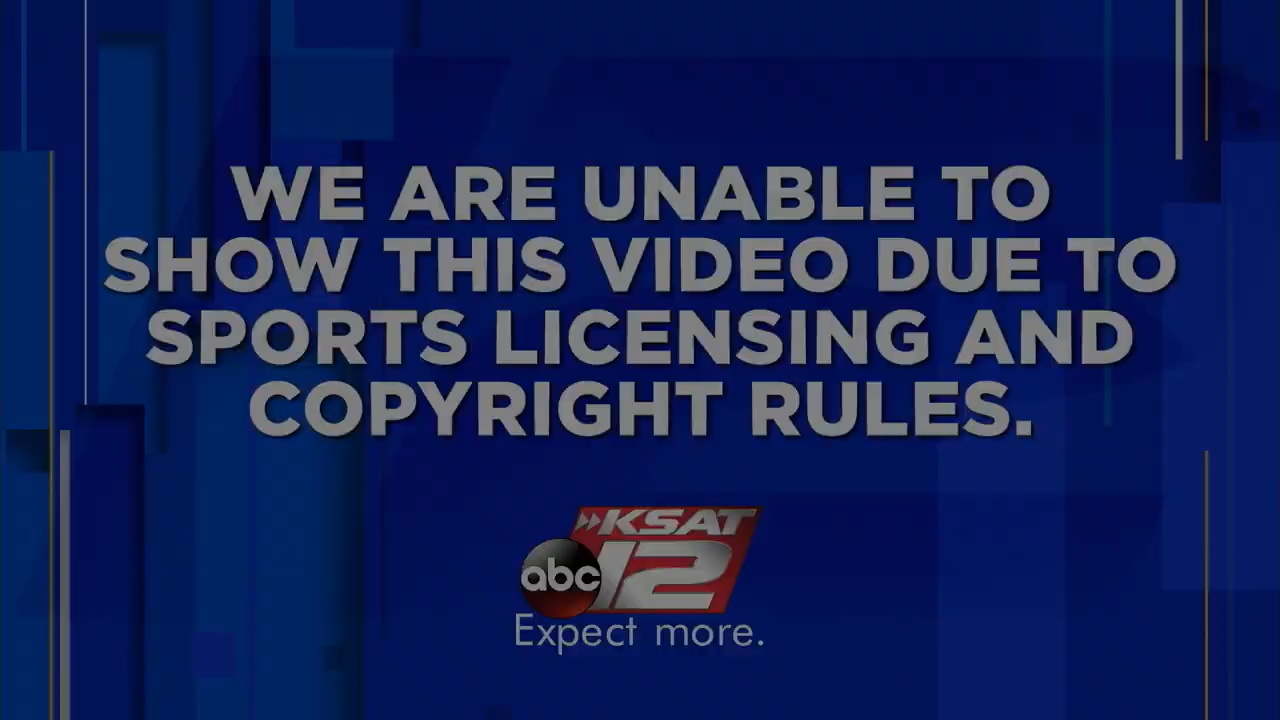 WE ARE UNABLE TO
SHOW THIS VIDEO DUE TO
SPORTS LICENSING AND
COPYRIGHT RULES.
KSAT
abc 12
Expect more.